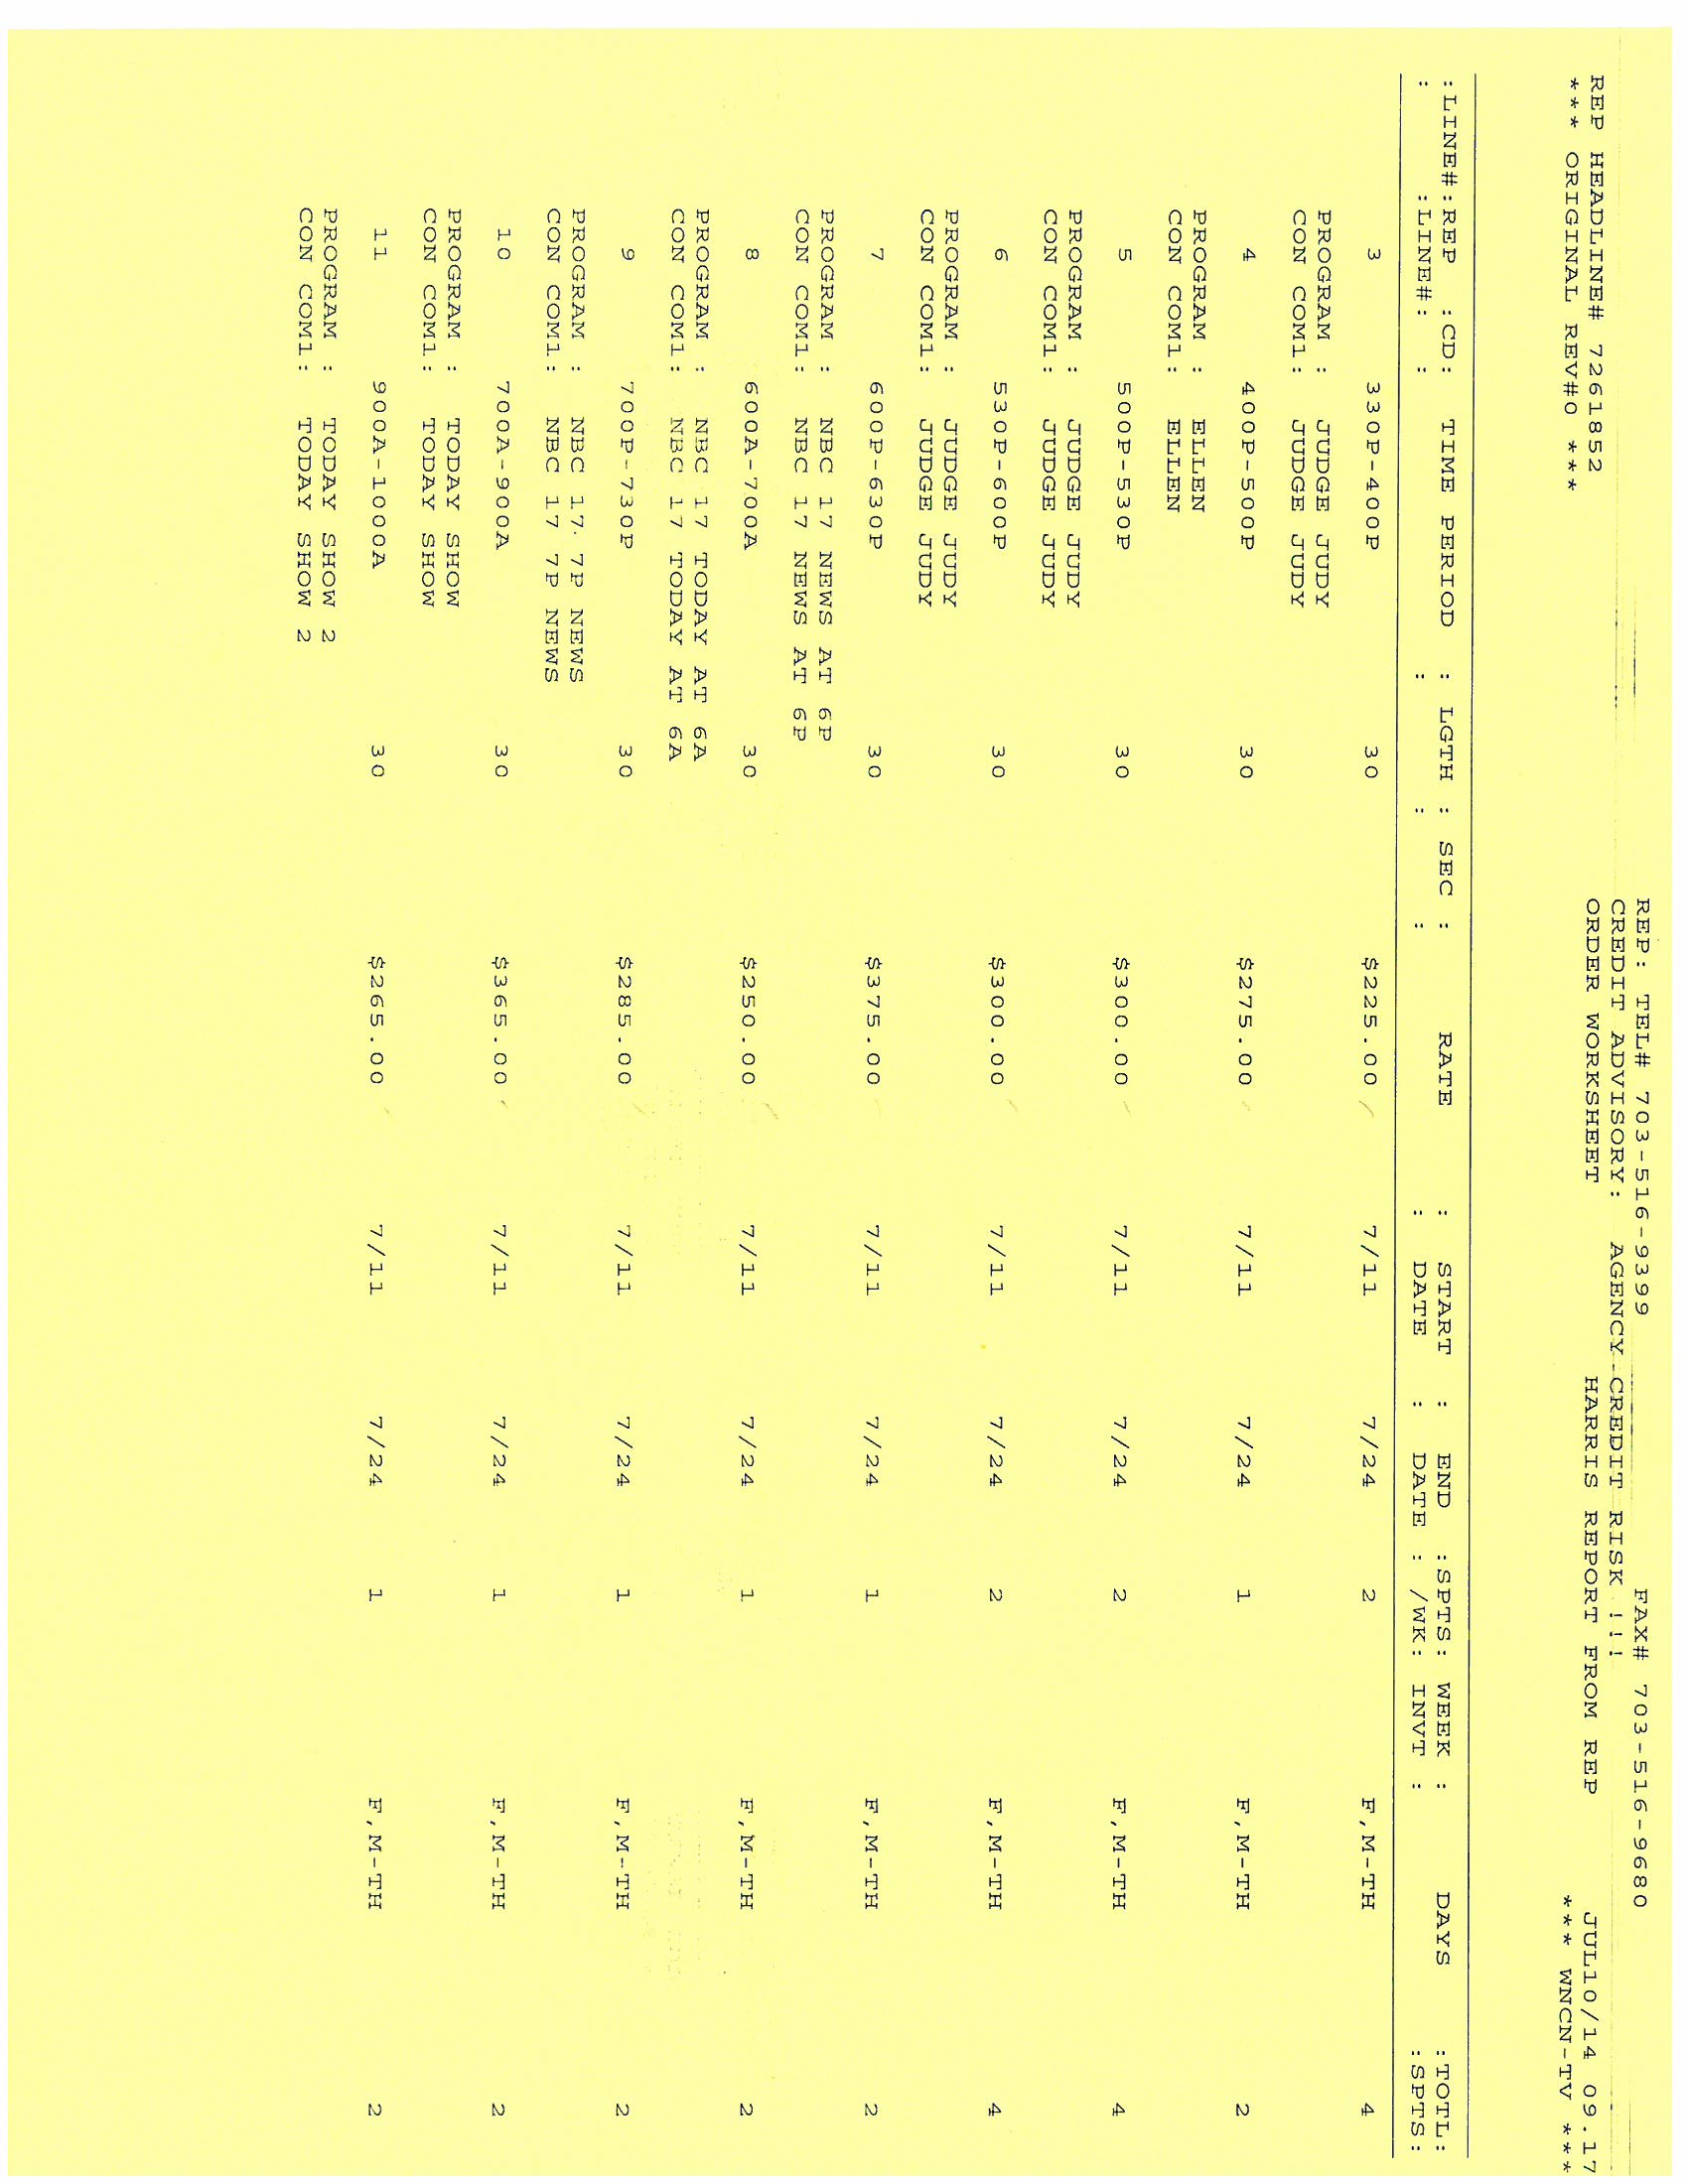 REP: TEL# 703-516-9399 FAX# 703-516-9680
CREDIT ADVISORY: AGENCY CREDIT RISK !!!
REP HEADLINE# 7261852 ORDER WORKSHEET HARRIS REPORT FROM REP JUL10/14 09.17
*** ORIGINAL REV#0 *** *** WNCN-TV ***
:LINE#:REP :CD: TIME PERIOD : LGTH : SEC : RATE : START : END :SPTS: WEEK : DAYS :TOTL:
: :LINE#: : : : : DATE : DATE : /WK: INVT : :SPTS:
3 330P-400P 30 $225.00 7/11 7/24 2 F,M-TH 4
PROGRAM : JUDGE JUDY
CON COM1: JUDGE JUDY
4 400P-500P 30 $275.00 7/11 7/24 1 F,M-TH 2
PROGRAM : ELLEN
CON COM1: ELLEN
5 500P-530P 30 $300.00 7/11 7/24 2 F,M-TH 4
PROGRAM : JUDGE JUDY
CON COM1: JUDGE JUDY
6 530P-600P 30 $300.00 7/11 7/24 2 F,M-TH 4
PROGRAM : JUDGE JUDY
CON COM1: JUDGE JUDY
7 600P-630P 30 $375.00 7/11 7/24 1 F,M-TH 2
PROGRAM : NBC 17 NEWS AT 6P
CON COM1: NBC 17 NEWS AT 6P
8 600A-700A 30 $250.00 7/11 7/24 1 F,M-TH 2
PROGRAM : NBC 17 TODAY AT 6A
CON COM1: NBC 17 TODAY AT 6A
9 700P-730P 30 $285.00 7/11 7/24 1 F,M-TH 2
PROGRAM : NBC 17 7P NEWS
CON COM1: NBC 17 7P NEWS
10 700A-900A 30 $365.00 7/11 7/24 1 F,M-TH 2
PROGRAM : TODAY SHOW
CON COM1: TODAY SHOW
11 900A-1000A 30 $265.00 7/11 7/24 1 F,M-TH 2
PROGRAM : TODAY SHOW 2
CON COM1: TODAY SHOW 2